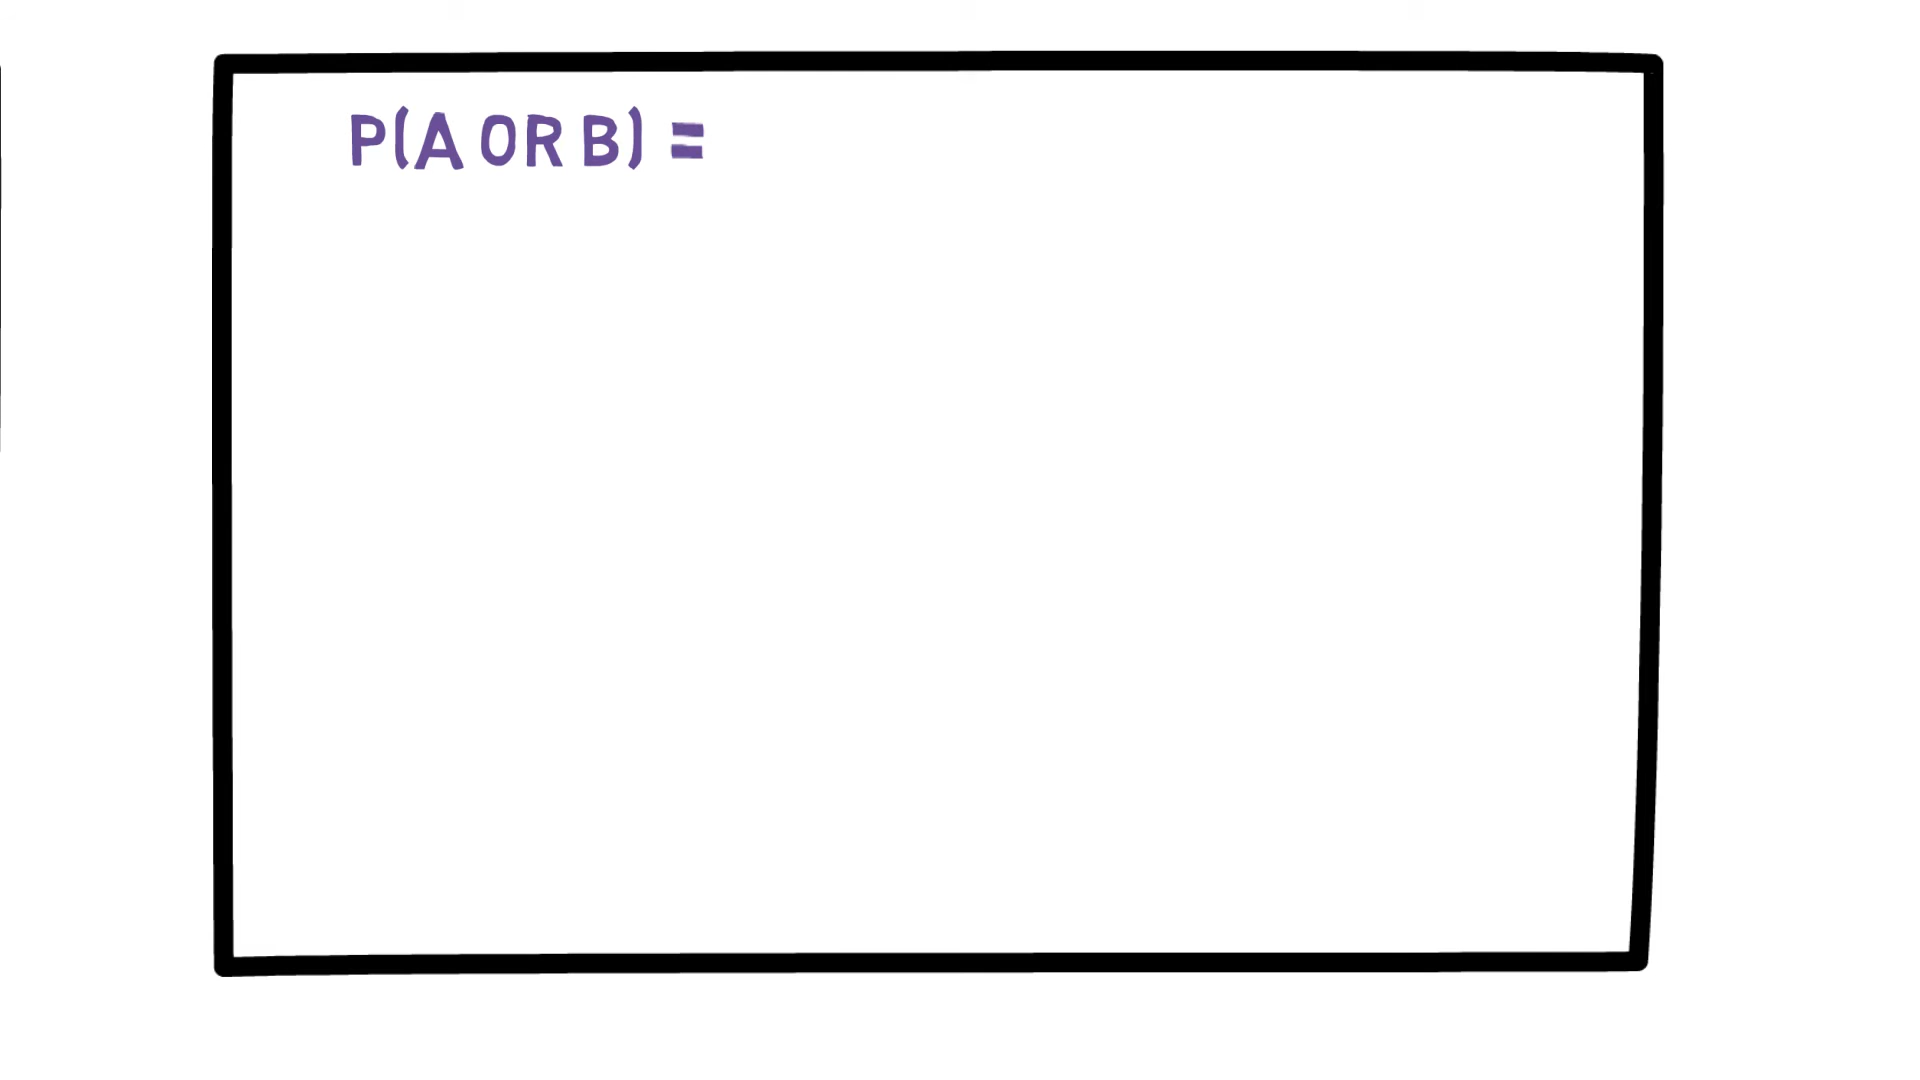 P(A OR B) =